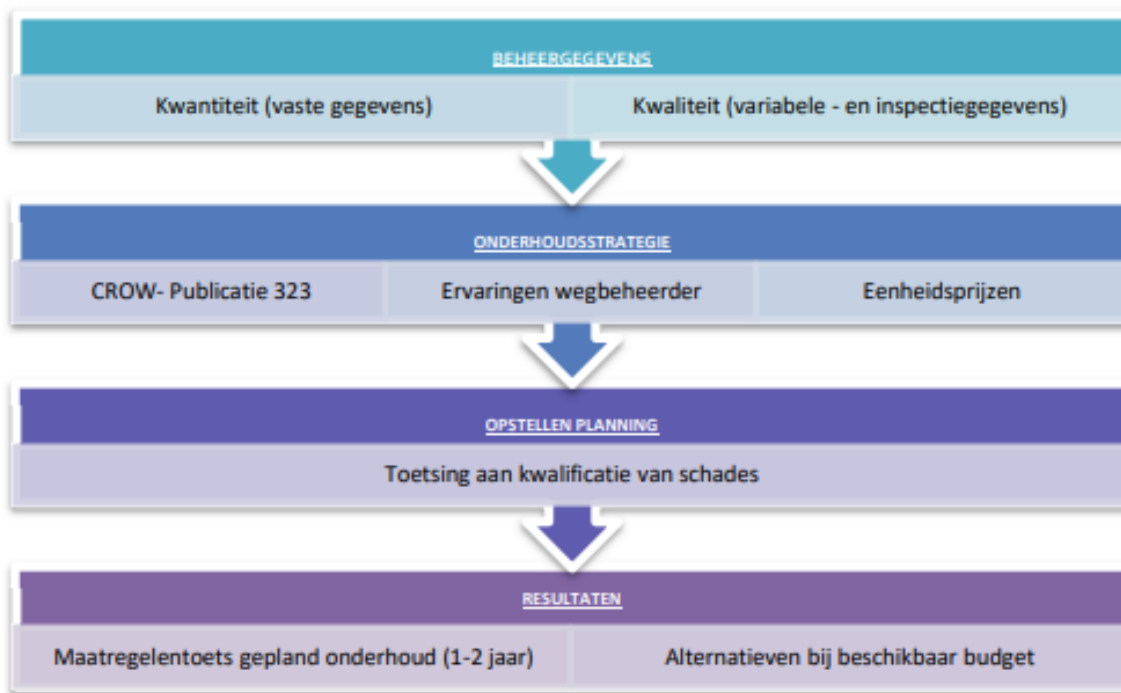 BEHEERGEGEVENS
Kwantiteit (vaste gegevens)
Kwaliteit (variabele - en inspectiegegevens)
ONDERHOUDSSTRATEGIE
CROW- Publicatie 323
Ervaringen wegbeheerder
Eenheidsprijzen
OPSTELLEN PLANNING
Toetsing aan kwalificatie van schades
RESULTATEN
Maatregelentoets gepland onderhoud (1-2 jaar)
Alternatieven bij beschikbaar budget